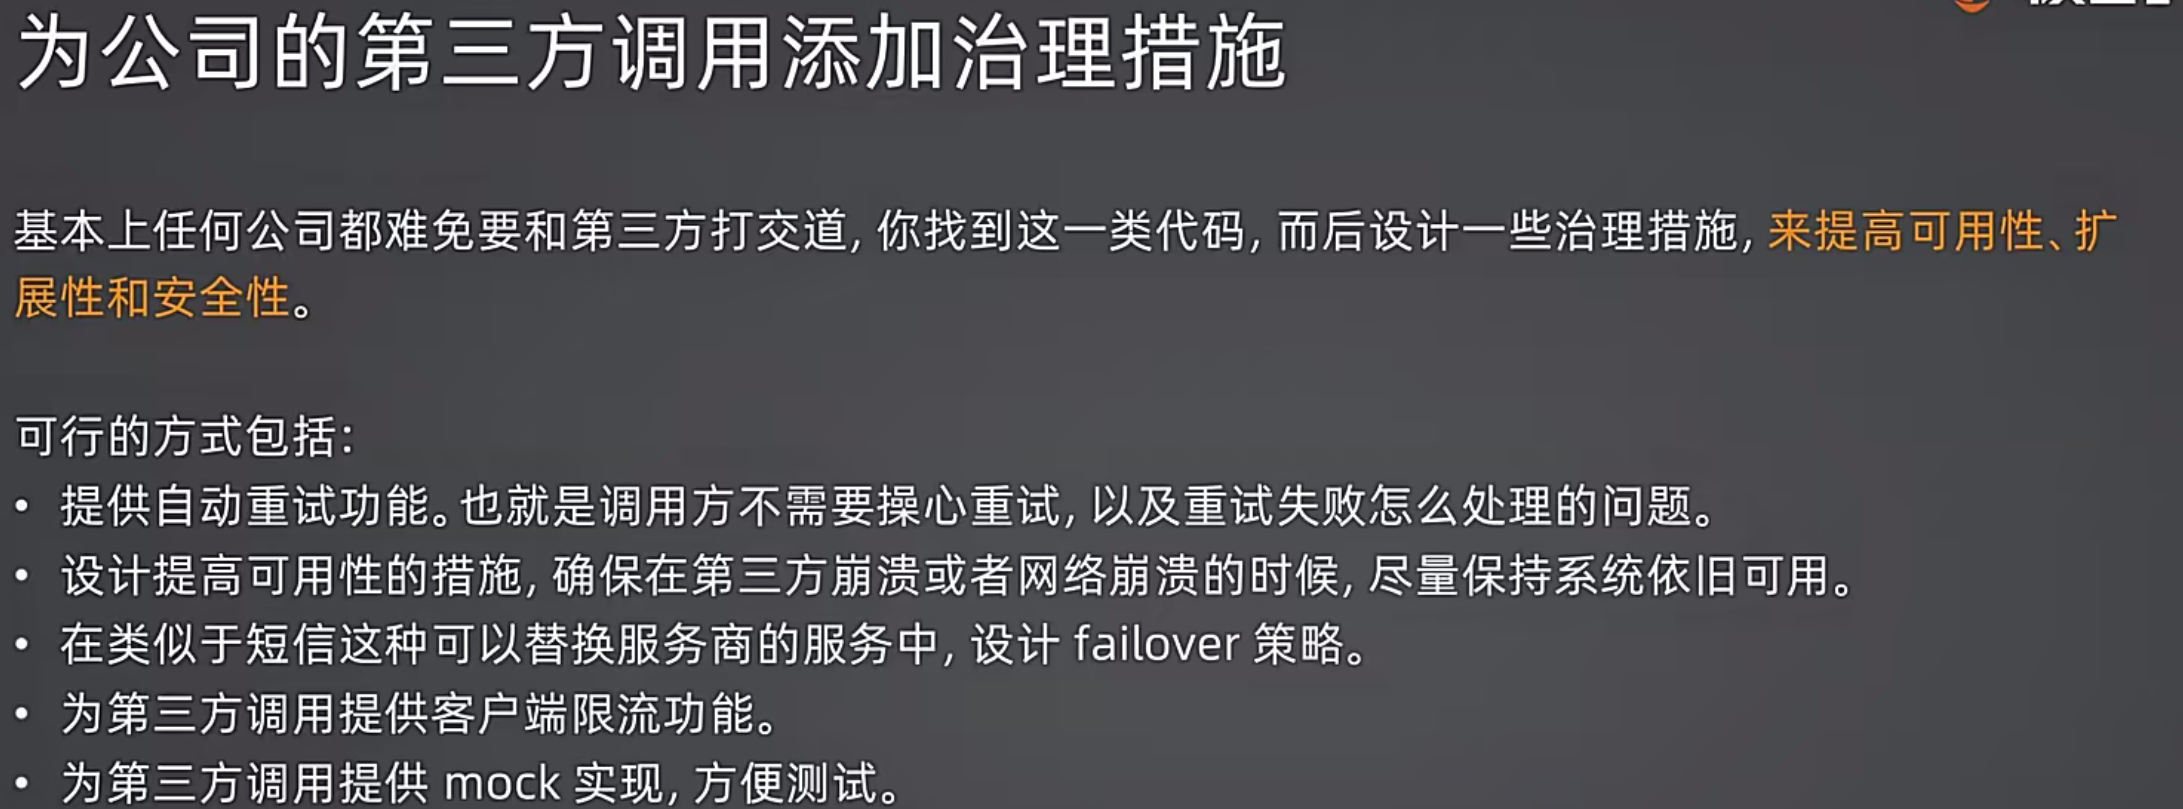 为公司的第三方调用添加治理措施
基本上任何公司都难免要和第三方打交道, 你找到这一类代码, 而后设计一些治理措施, 来提高可用性、扩
展性和安全性。
可行的方式包括:
• 提供自动重试功能。也就是调用方不需要操心重试, 以及重试失败怎么处理的问题。
• 设计提高可用性的措施, 确保在第三方崩溃或者网络崩溃的时候, 尽量保持系统依旧可用。
• 在类似于短信这种可以替换服务商的服务中, 设计 failover 策略。
• 为第三方调用提供客户端限流功能。
• 为第三方调用提供 mock 实现, 方便测试。